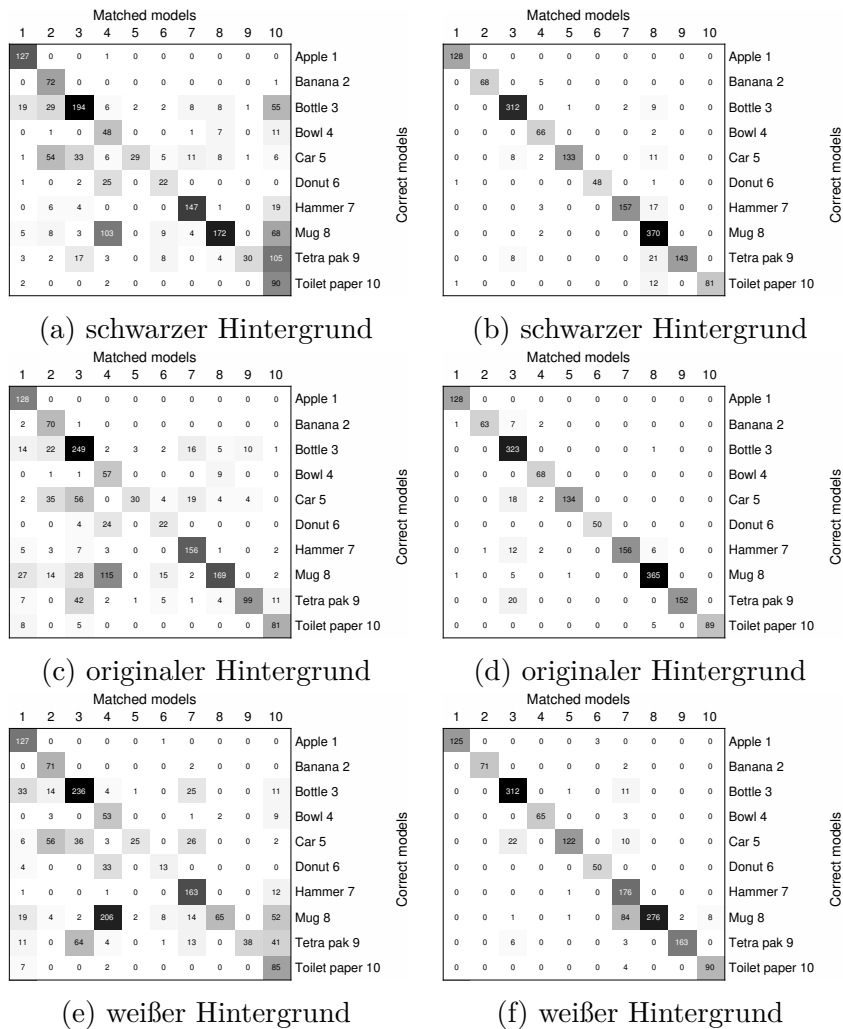 Matched models
1 2 3 4 5 6 7 8 9 10
127 0 0 1 0 0 0 0 0 0 Apple 1
0 72 0 0 0 0 0 0 0 1 Banana 2
19 29 194 6 2 2 8 8 1 55 Bottle 3
0 1 0 48 0 0 1 7 0 11 Bowl 4
1 54 33 6 29 5 11 8 1 6 Car 5
1 0 2 25 0 22 0 0 0 0 Donut 6
0 6 4 0 0 0 147 1 0 19 Hammer 7
5 8 3 103 0 9 4 172 0 68 Mug 8
3 2 17 3 0 8 0 4 30 105 Tetra pak 9
2 0 0 2 0 0 0 0 0 90 Toilet paper 10
Correct models
(a) schwarzer Hintergrund
Matched models
1 2 3 4 5 6 7 8 9 10
128 0 0 0 0 0 0 0 0 0 Apple 1
0 68 0 5 0 0 0 0 0 0 Banana 2
0 0 312 0 1 0 2 9 0 0 Bottle 3
0 0 0 66 0 0 0 2 0 0 Bowl 4
0 0 8 2 133 0 0 11 0 0 Car 5
1 0 0 0 0 48 0 1 0 0 Donut 6
0 0 0 3 0 0 157 17 0 0 Hammer 7
0 0 0 2 0 0 0 370 0 0 Mug 8
0 0 8 0 0 0 0 21 143 0 Tetra pak 9
1 0 0 0 0 0 0 12 0 81 Toilet paper 10
Correct models
(b) schwarzer Hintergrund
Matched models
1 2 3 4 5 6 7 8 9 10
128 0 0 0 0 0 0 0 0 0 Apple 1
2 70 1 0 0 0 0 0 0 0 Banana 2
14 22 249 2 3 2 16 5 10 1 Bottle 3
0 1 1 57 0 0 0 9 0 0 Bowl 4
2 35 56 0 30 4 19 4 4 0 Car 5
0 0 4 24 0 22 0 0 0 0 Donut 6
5 3 7 3 0 0 156 1 0 2 Hammer 7
27 14 28 115 0 15 2 169 0 2 Mug 8
7 0 42 2 1 5 1 4 99 11 Tetra pak 9
8 0 5 0 0 0 0 0 0 81 Toilet paper 10
Correct models
(c) originaler Hintergrund
Matched models
1 2 3 4 5 6 7 8 9 10
128 0 0 0 0 0 0 0 0 0 Apple 1
1 63 7 2 0 0 0 0 0 0 Banana 2
0 0 323 0 0 0 0 1 0 0 Bottle 3
0 0 0 68 0 0 0 0 0 0 Bowl 4
0 0 18 2 134 0 0 0 0 0 Car 5
0 0 0 0 0 50 0 0 0 0 Donut 6
0 1 12 2 0 0 156 6 0 0 Hammer 7
1 0 5 0 1 0 0 365 0 0 Mug 8
0 0 20 0 0 0 0 0 152 0 Tetra pak 9
0 0 0 0 0 0 0 5 0 89 Toilet paper 10
Correct models
(d) originaler Hintergrund
Matched models
1 2 3 4 5 6 7 8 9 10
127 0 0 0 0 1 0 0 0 0 Apple 1
0 71 0 0 0 0 2 0 0 0 Banana 2
33 14 236 4 1 0 25 0 0 11 Bottle 3
0 3 0 53 0 0 1 2 0 9 Bowl 4
6 56 36 3 25 0 26 0 0 2 Car 5
4 0 0 33 0 13 0 0 0 0 Donut 6
1 0 0 1 0 0 163 0 0 12 Hammer 7
19 4 2 206 2 8 14 65 0 52 Mug 8
11 0 64 4 0 1 13 0 38 41 Tetra pak 9
7 0 0 2 0 0 0 0 0 85 Toilet paper 10
Correct models
(e) weißer Hintergrund
Matched models
1 2 3 4 5 6 7 8 9 10
125 0 0 0 0 3 0 0 0 0 Apple 1
0 71 0 0 0 0 2 0 0 0 Banana 2
0 0 312 0 1 0 11 0 0 0 Bottle 3
0 0 0 65 0 0 3 0 0 0 Bowl 4
0 0 22 0 122 0 10 0 0 0 Car 5
0 0 0 0 0 50 0 0 0 0 Donut 6
0 0 0 0 1 0 176 0 0 0 Hammer 7
0 0 1 0 1 0 84 276 2 8 Mug 8
0 0 6 0 0 0 3 0 163 0 Tetra pak 9
0 0 0 0 0 0 4 0 0 90 Toilet paper 10
Correct models
(f) weißer Hintergrund